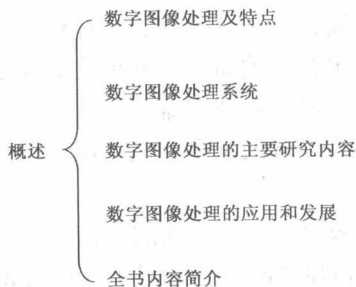 数字图像处理及特点
数字图像处理系统
概述
数字图像处理的主要研究内容
数字图像处理的应用和发展
全书内容简介